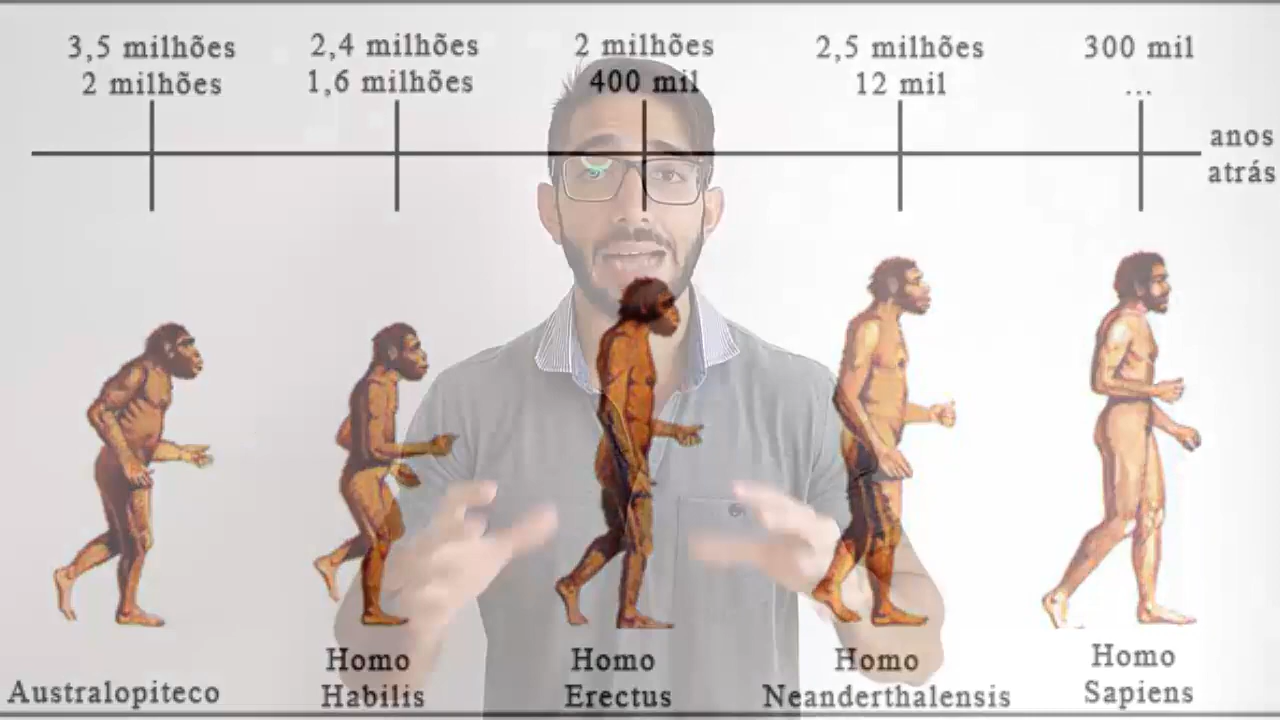 3,5 milhões
2 milhões
2,4 milhões
1,6 milhões
2 milhões
400 mil
2,5 milhões
12 mil
300 mil
...
anos
atrás
Australopiteco
Homo
Habilis
Homo
Erectus
Homo
Neanderthalensis
Homo
Sapiens